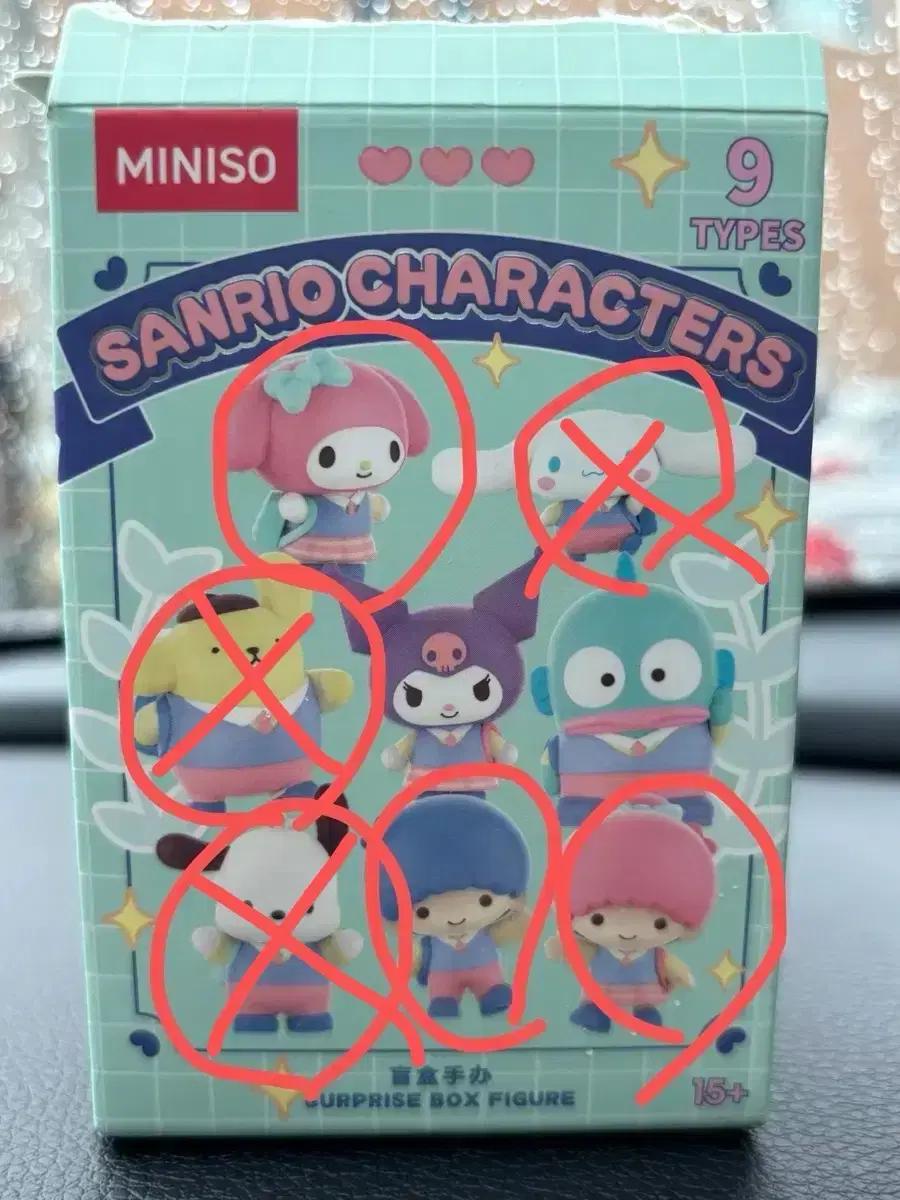 MINISO
9
TYPES
SANRIO CHARACTERS
盲盒手办
SURPRISE BOX FIGURE
15+